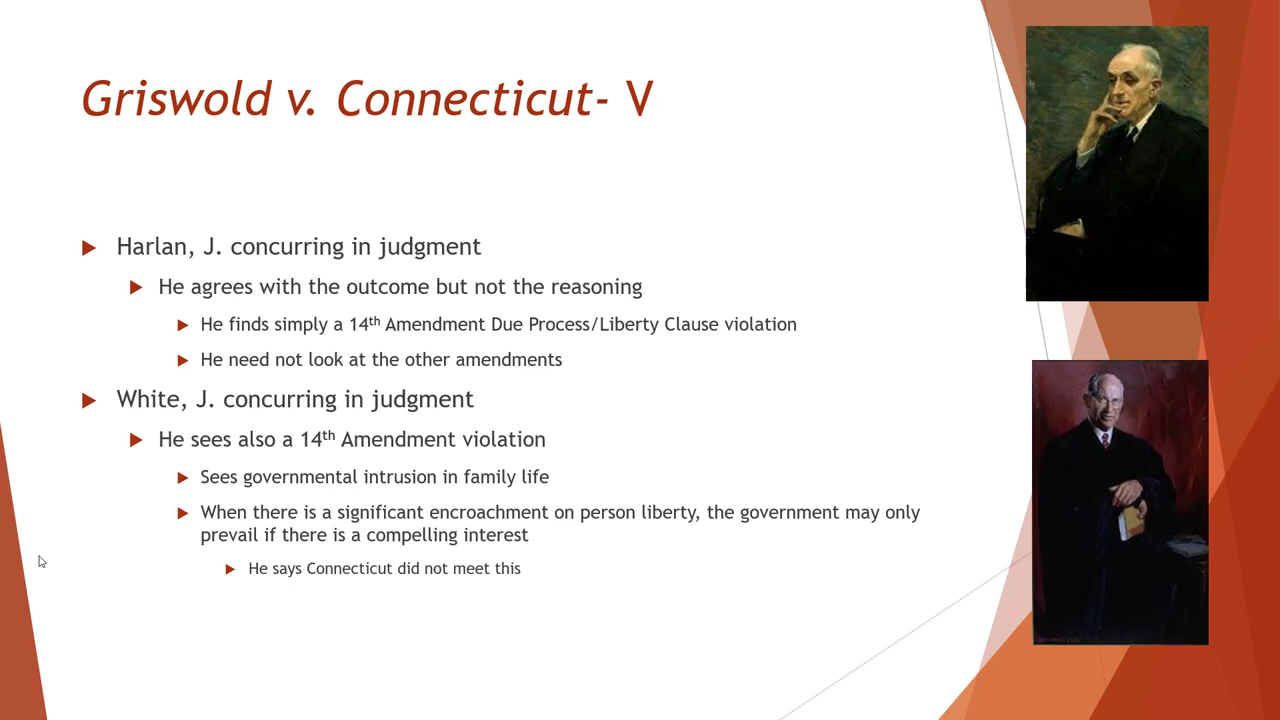 Griswold v. Connecticut- V
Harlan, J. concurring in judgment
He agrees with the outcome but not the reasoning
He finds simply a 14th Amendment Due Process/Liberty Clause violation
He need not look at the other amendments
White, J. concurring in judgment
He sees also a 14th Amendment violation
Sees governmental intrusion in family life
When there is a significant encroachment on person liberty, the government may only
prevail if there is a compelling interest
He says Connecticut did not meet this